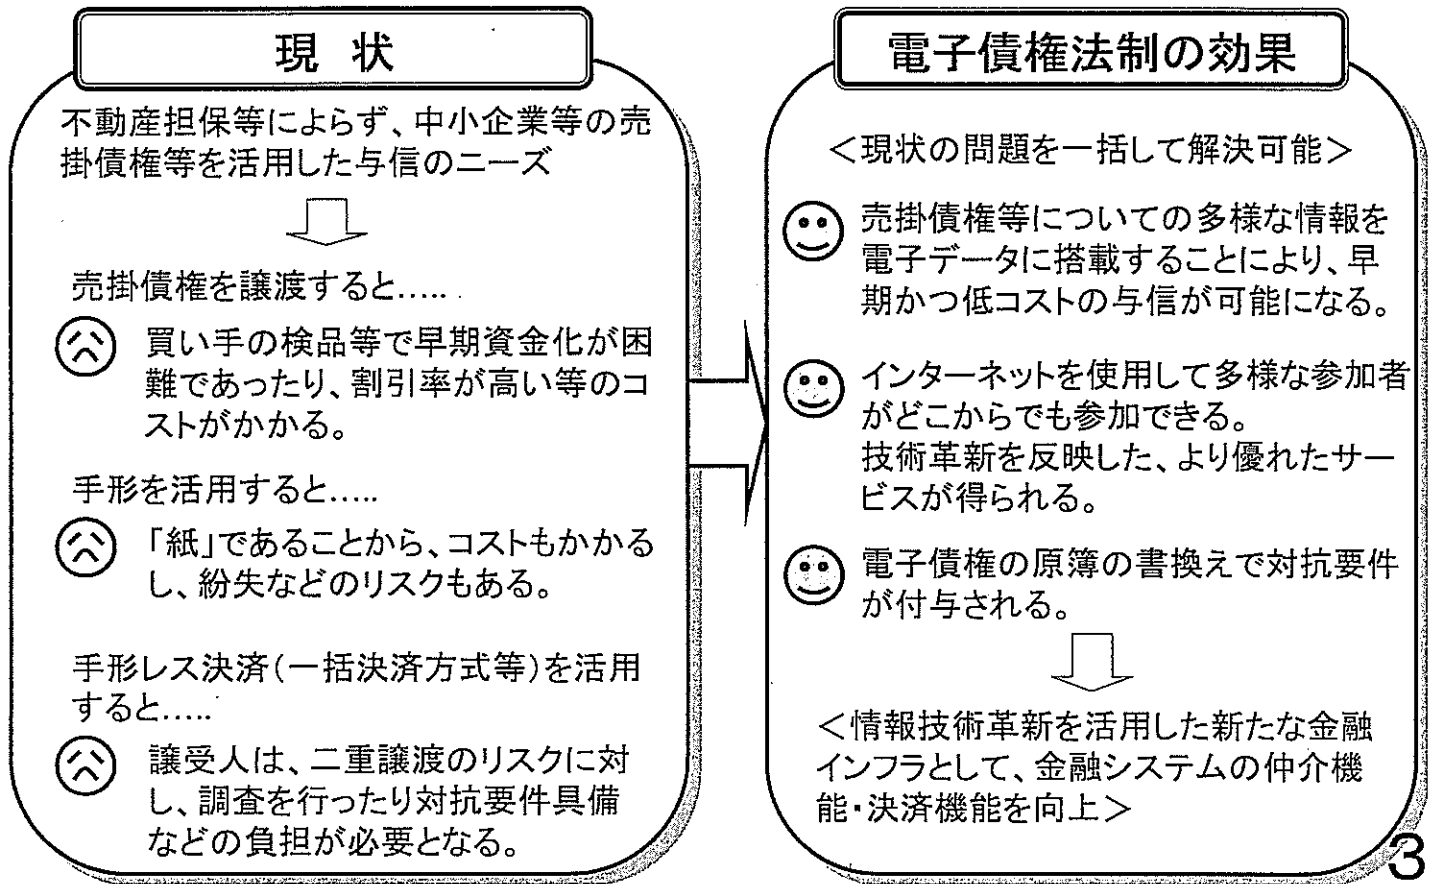 現 状
不動産担保等によらず、中小企業等の売
掛債権等を活用した与信のニーズ
売掛債権を譲渡すると.....
買い手の検品等で早期資金化が困
難であったり、割引率が高い等のコ
ストがかかる。
手形を活用すると.....
「紙」であることから、コストもかかる
し、紛失などのリスクもある。
手形レス決済(一括決済方式等)を活用
すると.....
譲受人は、二重譲渡のリスクに対
し、調査を行ったり対抗要件具備
などの負担が必要となる。
電子債権法制の効果
＜現状の問題を一括して解決可能＞
売掛債権等についての多様な情報を
電子データに搭載することにより、早
期かつ低コストの与信が可能になる。
インターネットを使用して多様な参加者
がどこからでも参加できる。
技術革新を反映した、より優れたサー
ビスが得られる。
電子債権の原簿の書換えで対抗要件
が付与される。
＜情報技術革新を活用した新たな金融
インフラとして、金融システムの仲介機
能・決済機能を向上＞
3